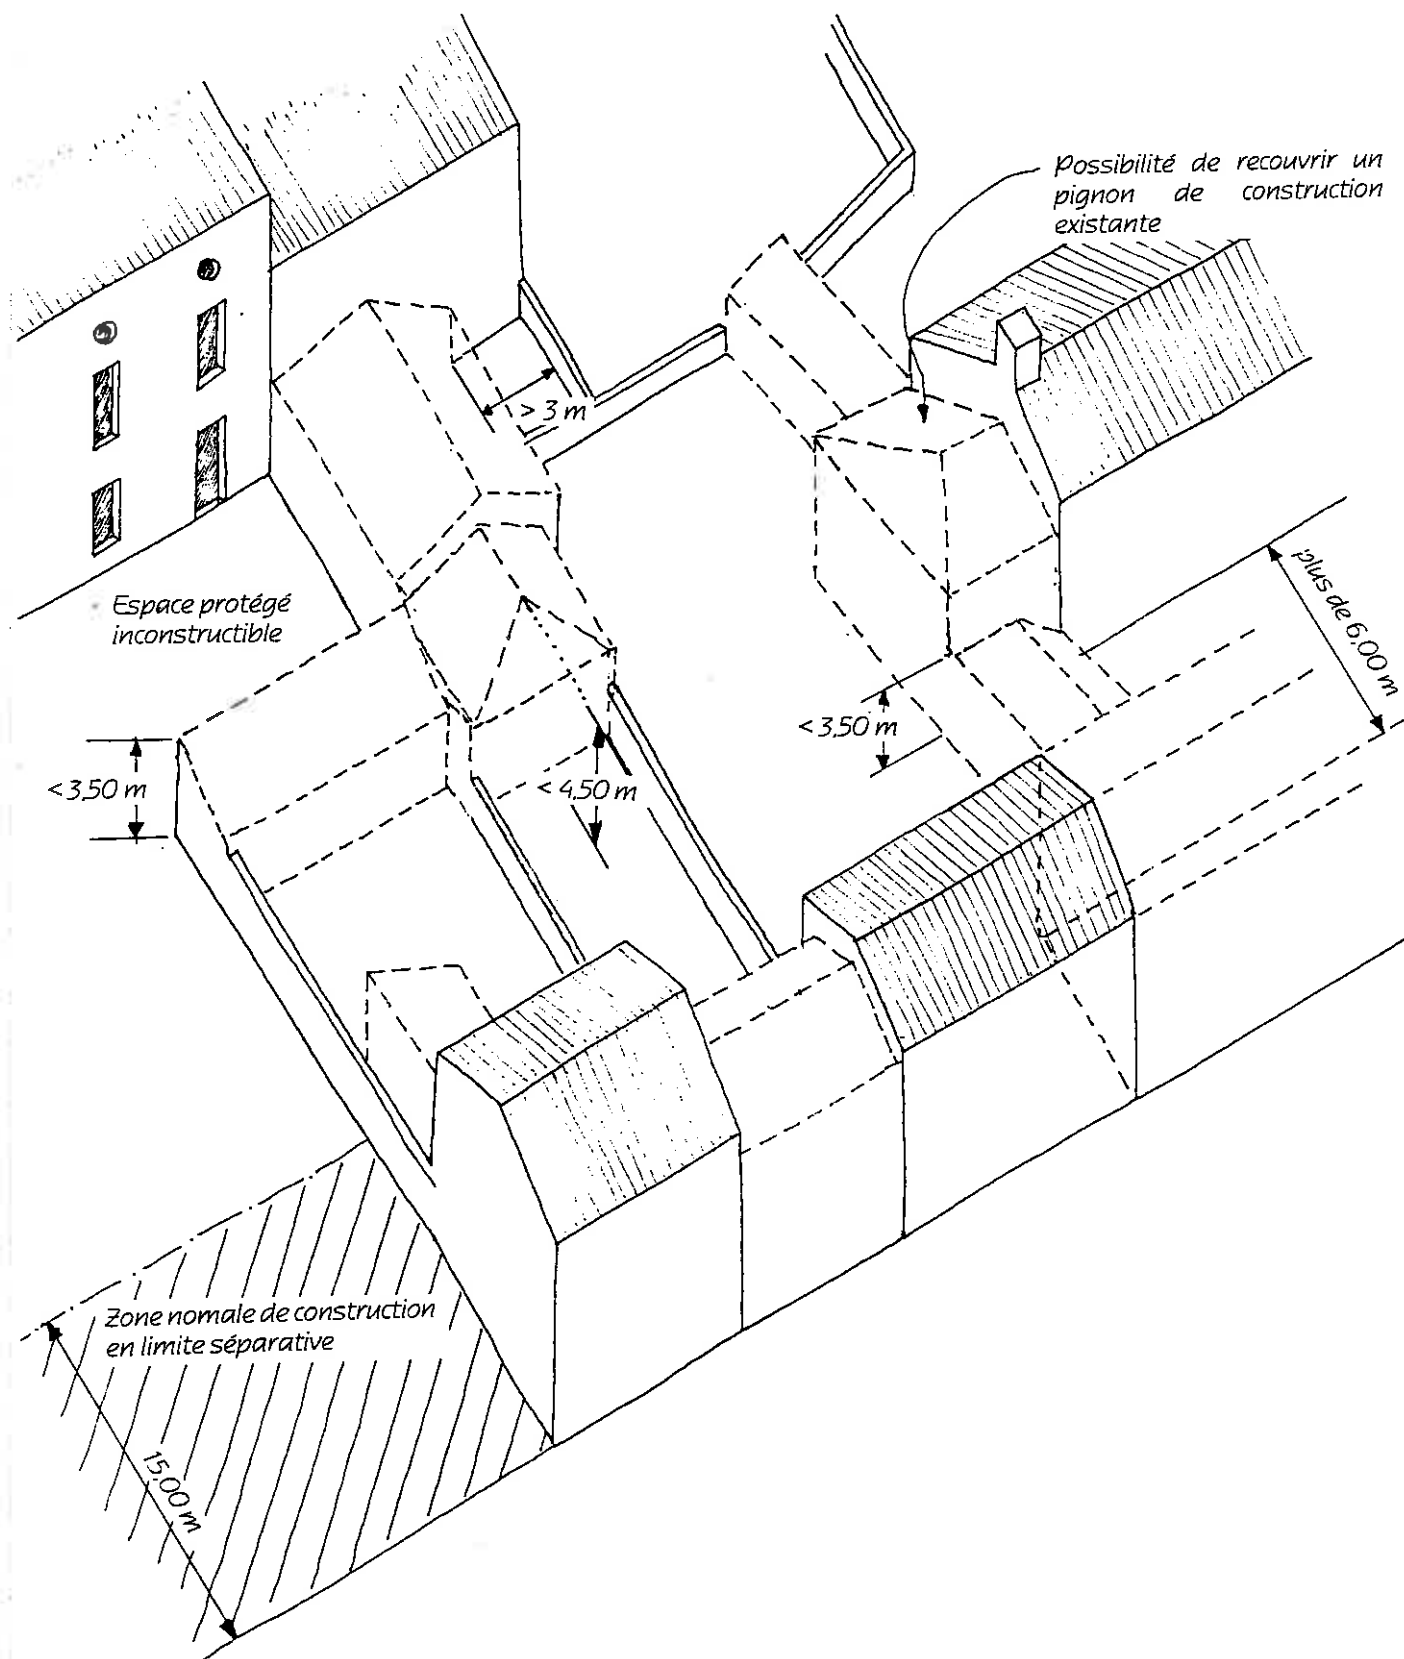 Possibilité de recouvrir un
pignon de construction
existante
> 3 m
plus de 6,00 m
Espace protégé
inconstructible
<3,50 m
<3,50 m
< 4,50 m
Zone nomale de construction
en limite séparative
15,00 m